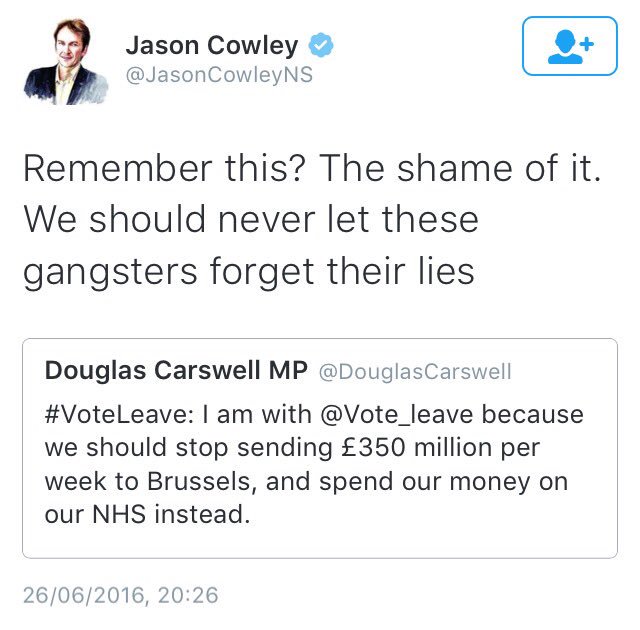 Jason Cowley
@JasonCowleyNS
Remember this? The shame of it.
We should never let these
gangsters forget their lies
Douglas Carswell MP @DouglasCarswell
#VoteLeave: I am with @Vote_leave because
we should stop sending £350 million per
week to Brussels, and spend our money on
our NHS instead.
26/06/2016, 20:26